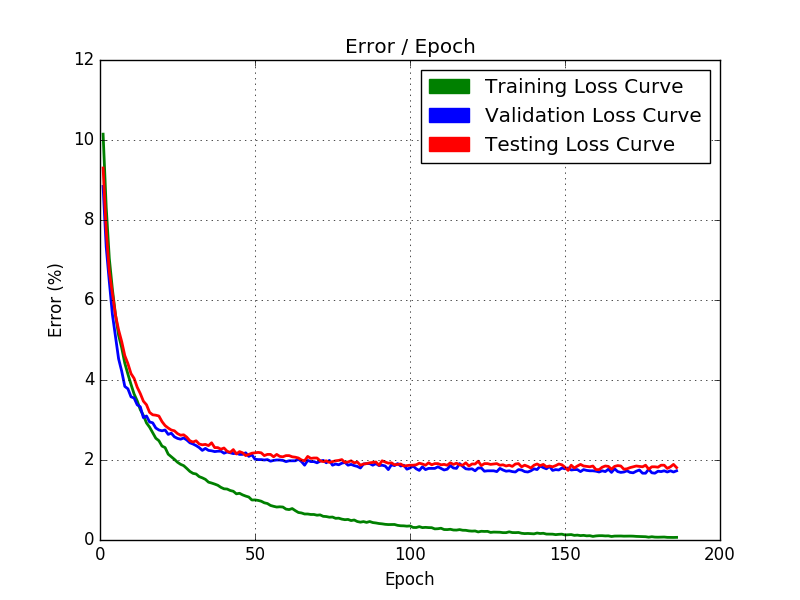 Error / Epoch
12
10
8
6
4
2
0
Error (%)
Training Loss Curve
Validation Loss Curve
Testing Loss Curve
0 50 100 150 200
Epoch